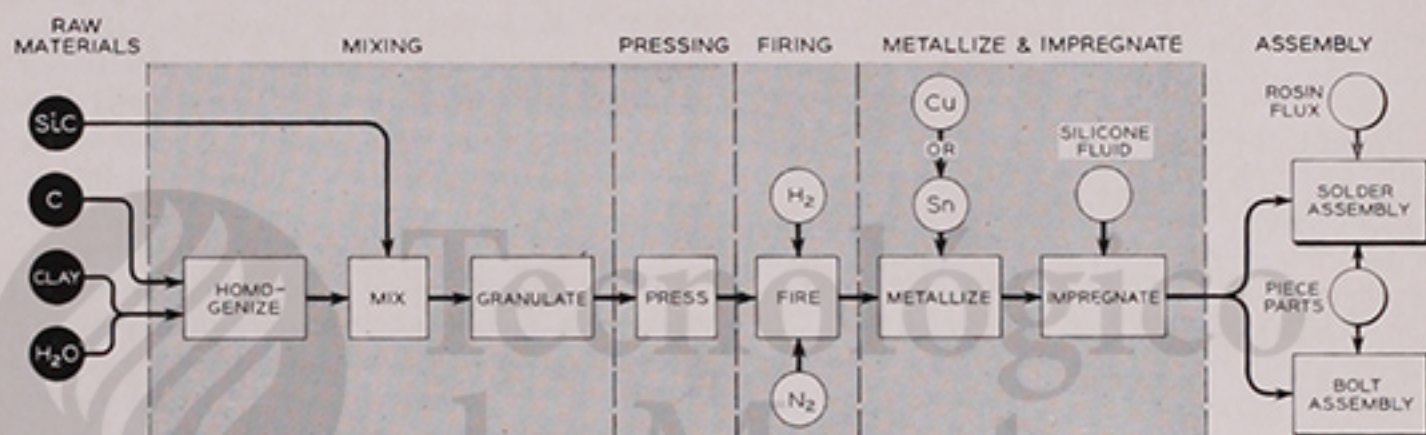 RAW
MATERIALS
MIXING
PRESSING
FIRING
METALLIZE & IMPREGNATE
ASSEMBLY
SiC
C
CLAY
H₂O
HOMO-
GENIZE
MIX
GRANULATE
PRESS
H₂
FIRE
N₂
Cu
OR
Sn
METALLIZE
SILICONE
FLUID
IMPREGNATE
ROSIN
FLUX
SOLDER
ASSEMBLY
PIECE
PARTS
BOLT
ASSEMBLY
Tecnológico